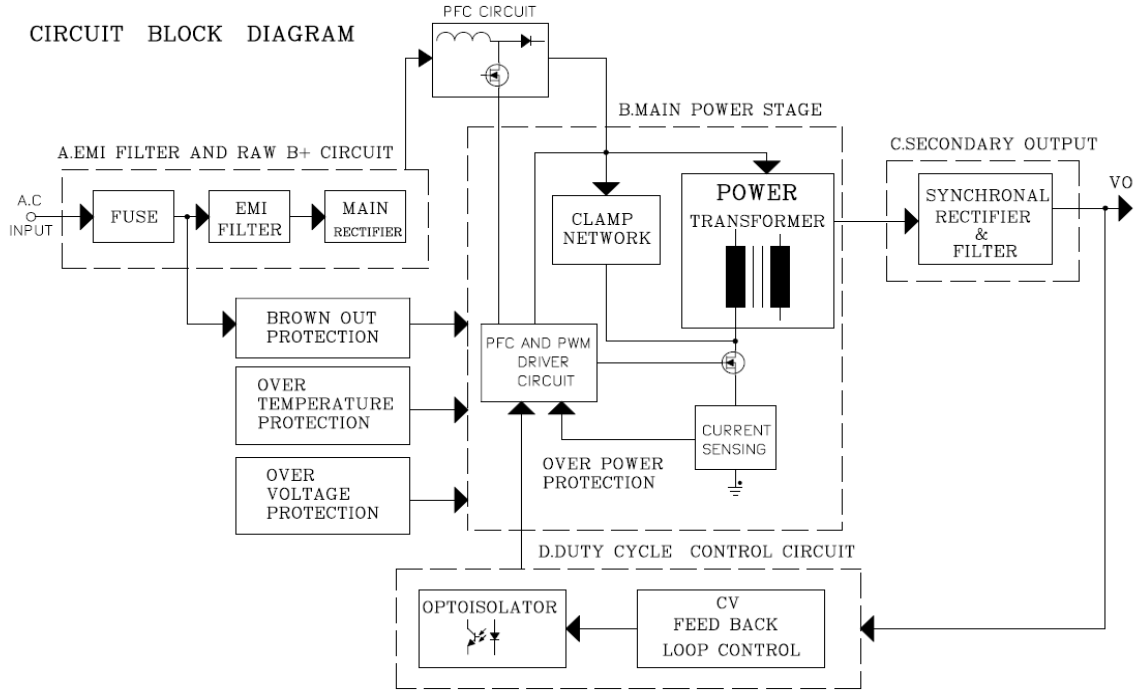 CIRCUIT BLOCK DIAGRAM
PFC CIRCUIT
B.MAIN POWER STAGE
A.EMI FILTER AND RAW B+ CIRCUIT
C.SECONDARY OUTPUT
A.C
INPUT
FUSE
EMI
FILTER
MAIN
RECTIFIER
CLAMP
NETWORK
POWER
TRANSFORMER
SYNCHRONAL
RECTIFIER
&
FILTER
VO
BROWN OUT
PROTECTION
PFC AND PWM
DRIVER
CIRCUIT
OVER
TEMPERATURE
PROTECTION
CURRENT
SENSING
OVER POWER
PROTECTION
OVER
VOLTAGE
PROTECTION
D.DUTY CYCLE CONTROL CIRCUIT
OPTOISOLATOR
CV
FEED BACK
LOOP CONTROL